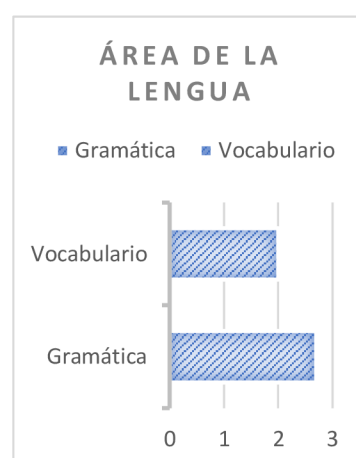 ÁREA DE LA
LENGUA
Gramática Vocabulario
Vocabulario
Gramática
0 1 2 3